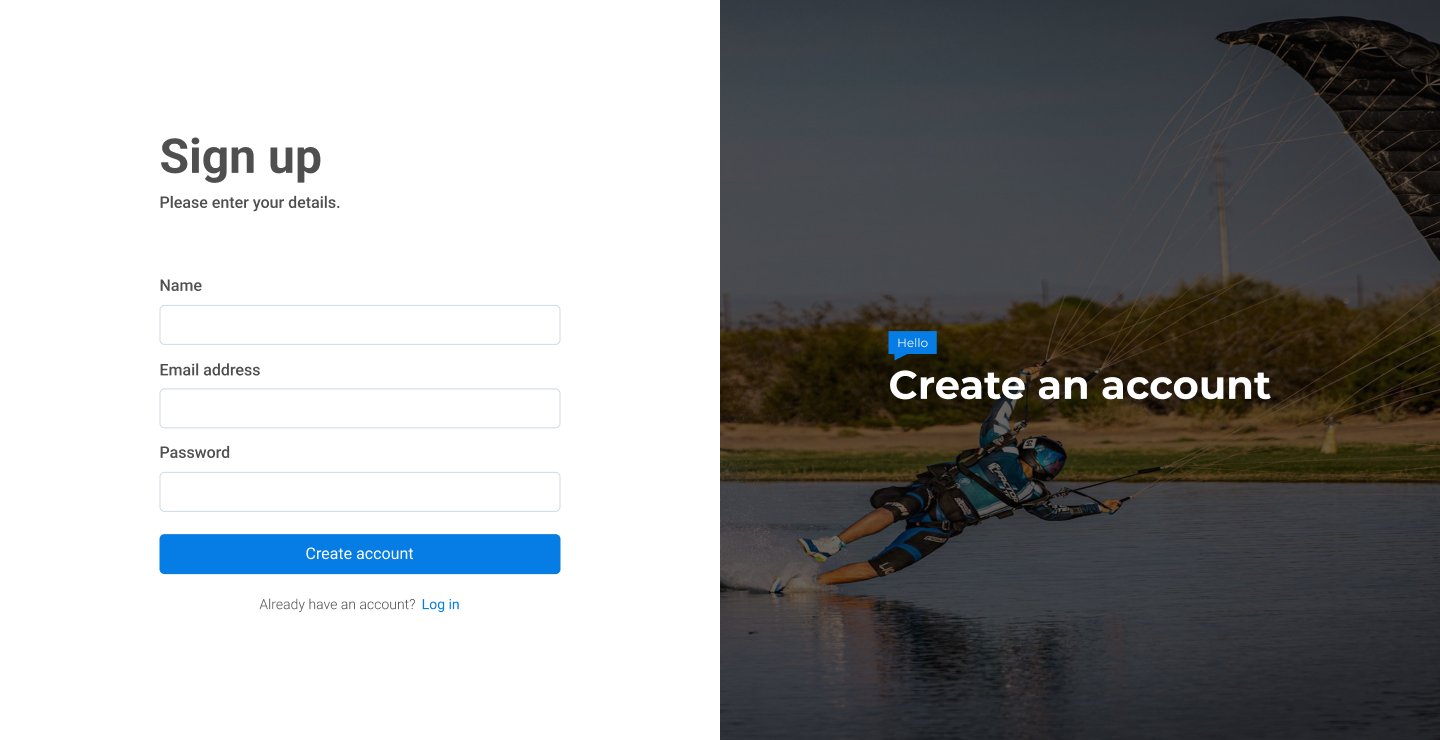 Sign up
Please enter your details.
Name
Email address
Password
Create account
Already have an account? Log in
Hello
Create an account